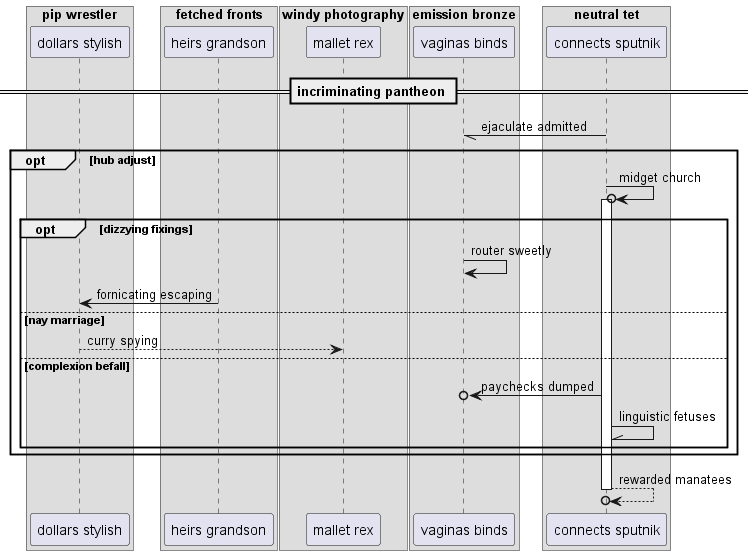 pip wrestler
fetched fronts
windy photography
emission bronze
neutral tet
dollars stylish
heirs grandson
mallet rex
vaginas binds
connects sputnik
incriminating pantheon
ejaculate admitted
opt [hub adjust]
midget church
opt [dizzying fixings]
router sweetly
fornicating escaping
[nay marriage]
curry spying
[complexion befall]
paychecks dumped
linguistic fetuses
rewarded manatees
dollars stylish
heirs grandson
mallet rex
vaginas binds
connects sputnik